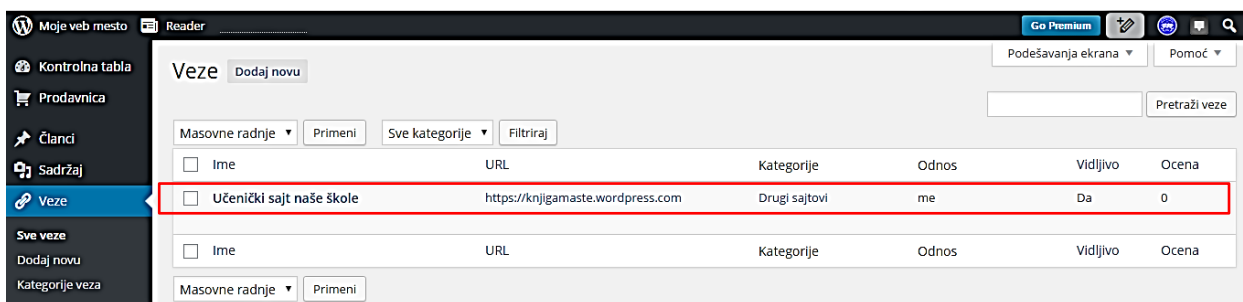 Moje veb mesto Reader Go Premium
Kontrolna tabla
Prodavnica
Članci
Sadržaj
Veze
Sve veze
Dodaj novu
Kategorije veza
Podešavanja ekrana ▼ Pomoć ▼
Veze Dodaj novu
Pretraži veze
Masovne radnje ▼ Primeni Sve kategorije ▼ Filtriraj
Ime URL Kategorije Odnos Vidljivo Ocena
Učenički sajt naše škole https://knjigamaste.wordpress.com Drugi sajtovi me Da 0
Ime URL Kategorije Odnos Vidljivo Ocena
Masovne radnje ▼ Primeni